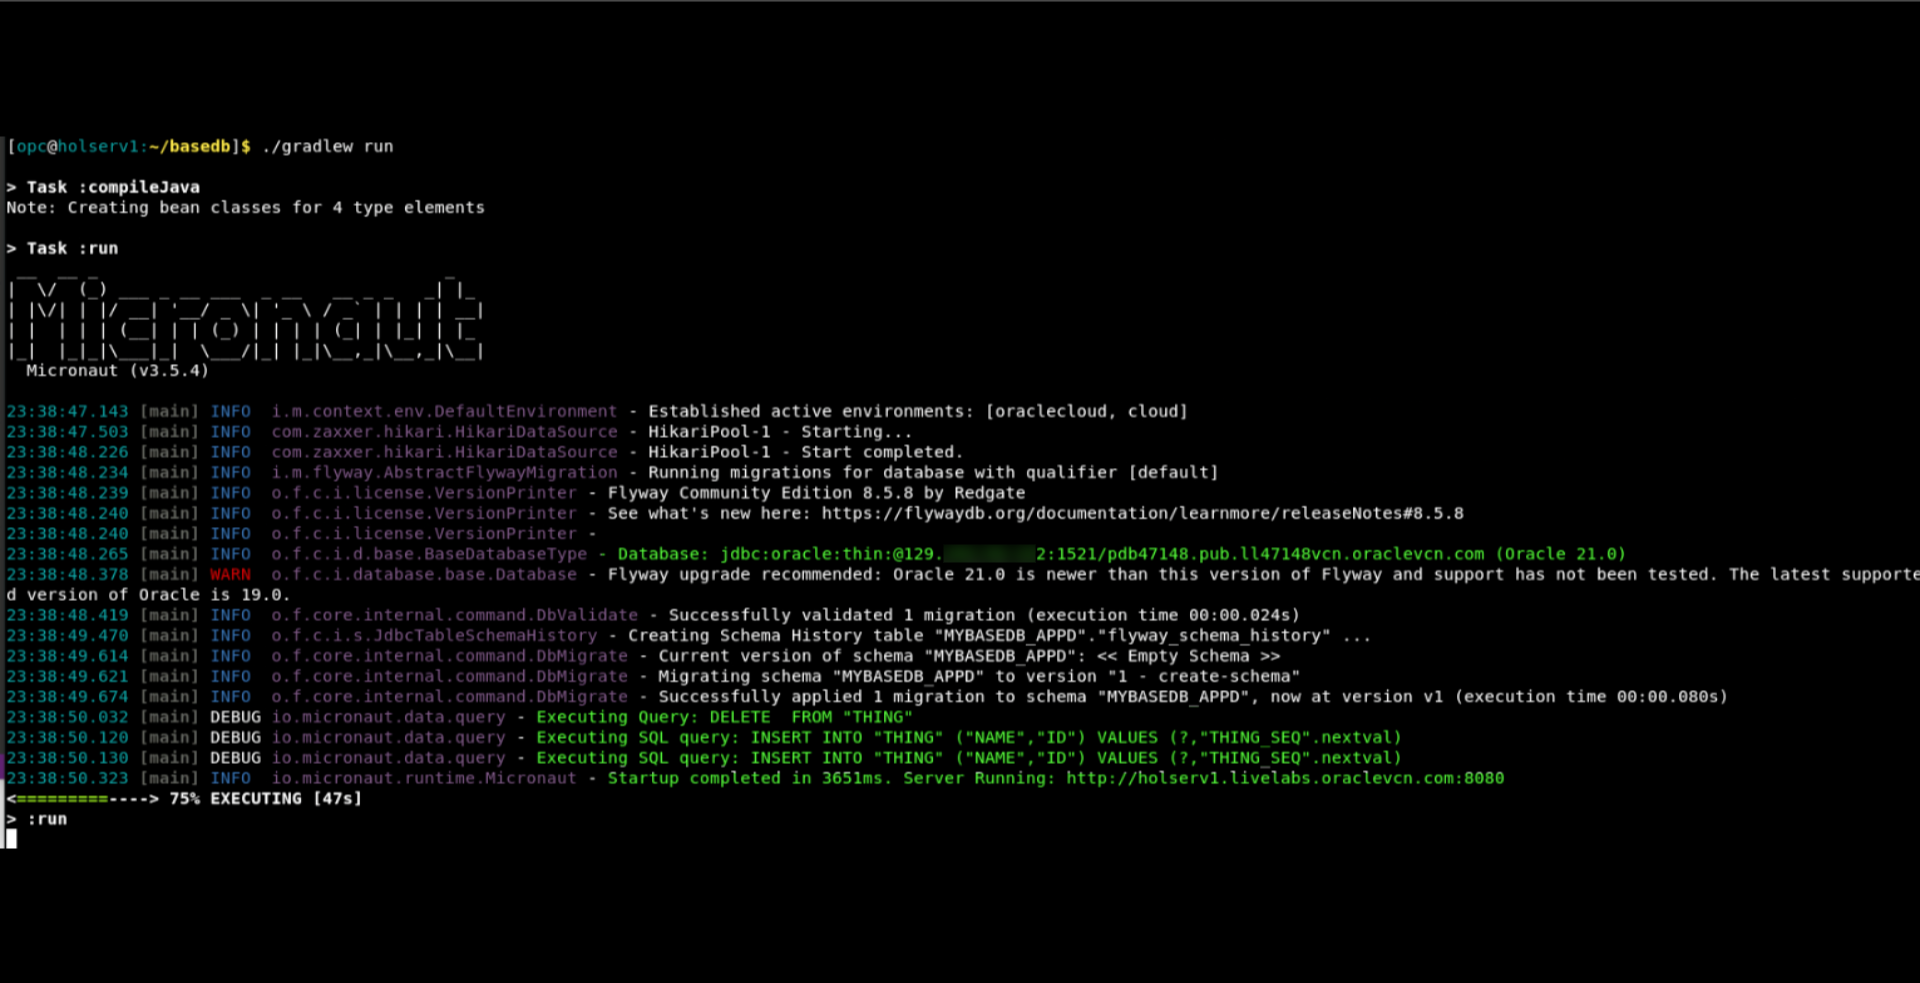 [opc@holserv1:~/basedb]$ ./gradlew run
> Task :compileJava
Note: Creating bean classes for 4 type elements
> Task :run
Micronaut
Micronaut (v3.5.4)
23:38:47.143 [main] INFO  i.m.context.env.DefaultEnvironment - Established active environments: [oraclecloud, cloud]
23:38:47.503 [main] INFO  com.zaxxer.hikari.HikariDataSource - HikariPool-1 - Starting...
23:38:48.226 [main] INFO  com.zaxxer.hikari.HikariDataSource - HikariPool-1 - Start completed.
23:38:48.234 [main] INFO  i.m.flyway.AbstractFlywayMigration - Running migrations for database with qualifier [default]
23:38:48.239 [main] INFO  o.f.c.i.license.VersionPrinter - Flyway Community Edition 8.5.8 by Redgate
23:38:48.240 [main] INFO  o.f.c.i.license.VersionPrinter - See what's new here: https://flywaydb.org/documentation/learnmore/releaseNotes#8.5.8
23:38:48.240 [main] INFO  o.f.c.i.license.VersionPrinter -
23:38:48.265 [main] INFO  o.f.c.i.d.base.BaseDatabaseType - Database: jdbc:oracle:thin:@129. 2:1521/pdb47148.pub.ll47148vcn.oraclevcn.com (Oracle 21.0)
23:38:48.378 [main] WARN  o.f.c.i.database.base.Database - Flyway upgrade recommended: Oracle 21.0 is newer than this version of Flyway and support has not been tested. The latest supporte
d version of Oracle is 19.0.
23:38:48.419 [main] INFO  o.f.core.internal.command.DbValidate - Successfully validated 1 migration (execution time 00:00.024s)
23:38:49.470 [main] INFO  o.f.c.i.s.JdbcTableSchemaHistory - Creating Schema History table "MYBASEDB_APPD"."flyway_schema_history" ...
23:38:49.614 [main] INFO  o.f.core.internal.command.DbMigrate - Current version of schema "MYBASEDB_APPD": << Empty Schema >>
23:38:49.621 [main] INFO  o.f.core.internal.command.DbMigrate - Migrating schema "MYBASEDB_APPD" to version "1 - create-schema"
23:38:49.674 [main] INFO  o.f.core.internal.command.DbMigrate - Successfully applied 1 migration to schema "MYBASEDB_APPD", now at version v1 (execution time 00:00.080s)
23:38:50.032 [main] DEBUG io.micronaut.data.query - Executing Query: DELETE  FROM "THING"
23:38:50.120 [main] DEBUG io.micronaut.data.query - Executing SQL query: INSERT INTO "THING" ("NAME","ID") VALUES (?,"THING_SEQ".nextval)
23:38:50.130 [main] DEBUG io.micronaut.data.query - Executing SQL query: INSERT INTO "THING" ("NAME","ID") VALUES (?,"THING_SEQ".nextval)
23:38:50.323 [main] INFO  io.micronaut.runtime.Micronaut - Startup completed in 3651ms. Server Running: http://holserv1.livelabs.oraclevcn.com:8080
<=========----> 75% EXECUTING [47s]
> :run